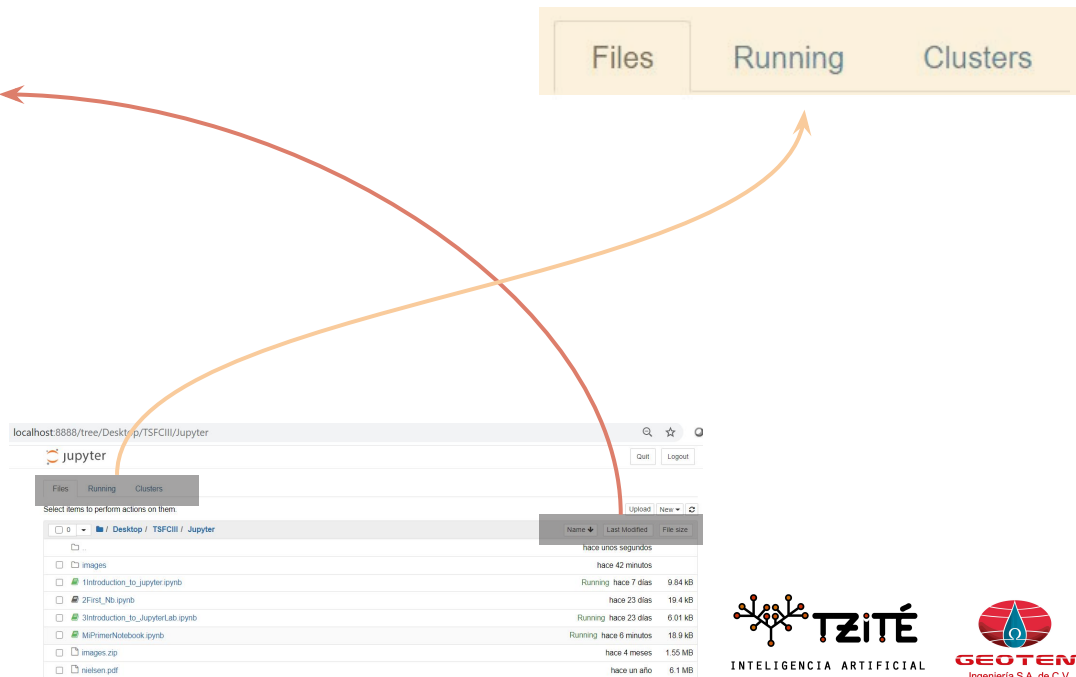 Files Running Clusters
localhost:8888/tree/Desktop/TSFCIII/Jupyter
jupyter Quit Logout
Files Running Clusters
Select items to perform actions on them. Upload New
0 / Desktop / TSFCIII / Jupyter Name Last Modified File size
.. hace unos segundos
images hace 42 minutos
1Introduction_to_jupyter.ipynb Running hace 7 días 9.84 kB
2First_Nb.ipynb hace 23 días 19.4 kB
3Introduction_to_JupyterLab.ipynb Running hace 23 días 6.01 kB
MiPrimerNotebook.ipynb Running hace 6 minutos 18.9 kB
images.zip hace 4 meses 1.55 MB
nielsen.pdf hace un año 6.1 MB
TZiTÉ
INTELIGENCIA ARTIFICIAL
Ω
GEOTEN
Ingeniería S.A. de C.V.